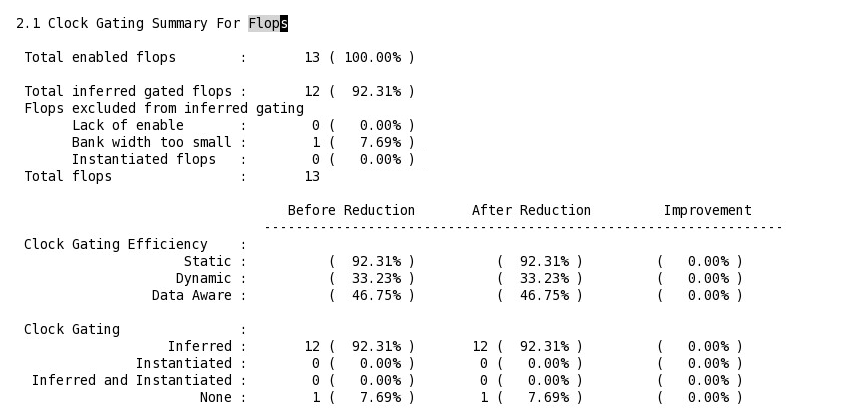 2.1 Clock Gating Summary For Flops
Total enabled flops : 13 ( 100.00% )
Total inferred gated flops : 12 ( 92.31% )
Flops excluded from inferred gating
Lack of enable : 0 ( 0.00% )
Bank width too small : 1 ( 7.69% )
Instantiated flops : 0 ( 0.00% )
Total flops : 13
Before Reduction After Reduction Improvement
-----------------------------------------------------------------
Clock Gating Efficiency :
Static : ( 92.31% ) ( 92.31% ) ( 0.00% )
Dynamic : ( 33.23% ) ( 33.23% ) ( 0.00% )
Data Aware : ( 46.75% ) ( 46.75% ) ( 0.00% )
Clock Gating :
Inferred : 12 ( 92.31% ) 12 ( 92.31% ) ( 0.00% )
Instantiated : 0 ( 0.00% ) 0 ( 0.00% ) ( 0.00% )
Inferred and Instantiated : 0 ( 0.00% ) 0 ( 0.00% ) ( 0.00% )
None : 1 ( 7.69% ) 1 ( 7.69% ) ( 0.00% )